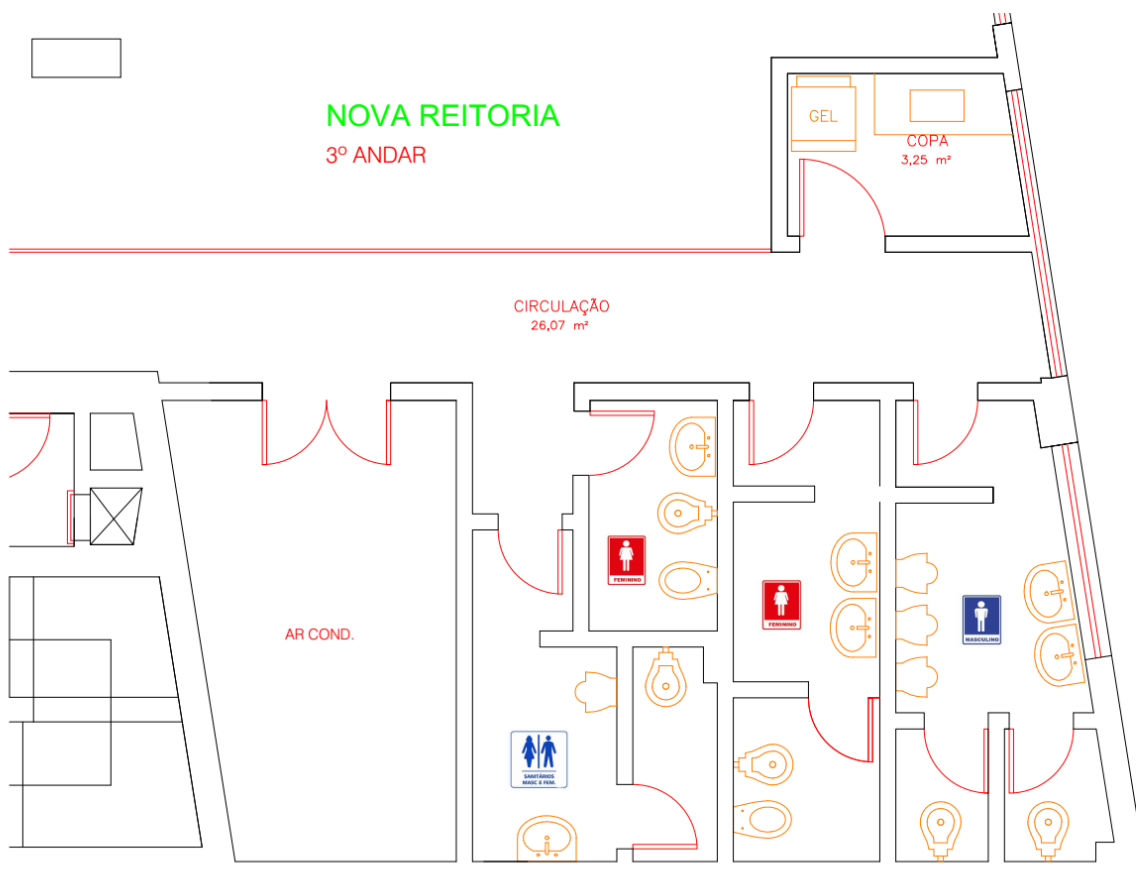 NOVA REITORIA
3º ANDAR
GEL
COPA
3,25 m²
CIRCULAÇÃO
26,07 m²
FEMININO
FEMININO
MASCULINO
AR COND.
SANITÁRIOS
MASC E FEM.